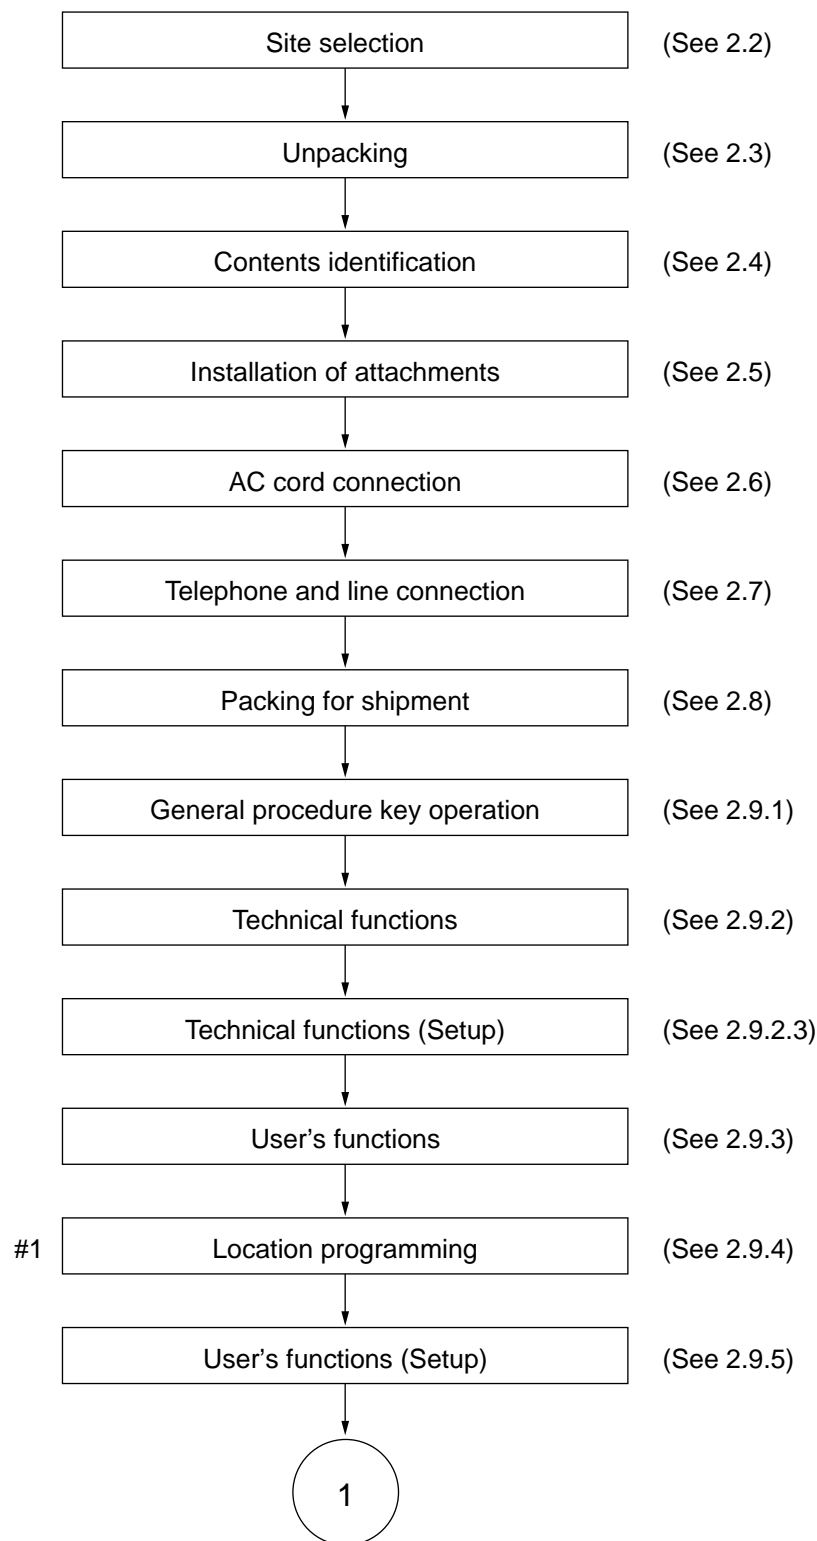 Site selection (See 2.2)
Unpacking (See 2.3)
Contents identification (See 2.4)
Installation of attachments (See 2.5)
AC cord connection (See 2.6)
Telephone and line connection (See 2.7)
Packing for shipment (See 2.8)
General procedure key operation (See 2.9.1)
Technical functions (See 2.9.2)
Technical functions (Setup) (See 2.9.2.3)
User’s functions (See 2.9.3)
#1 Location programming (See 2.9.4)
User’s functions (Setup) (See 2.9.5)
1